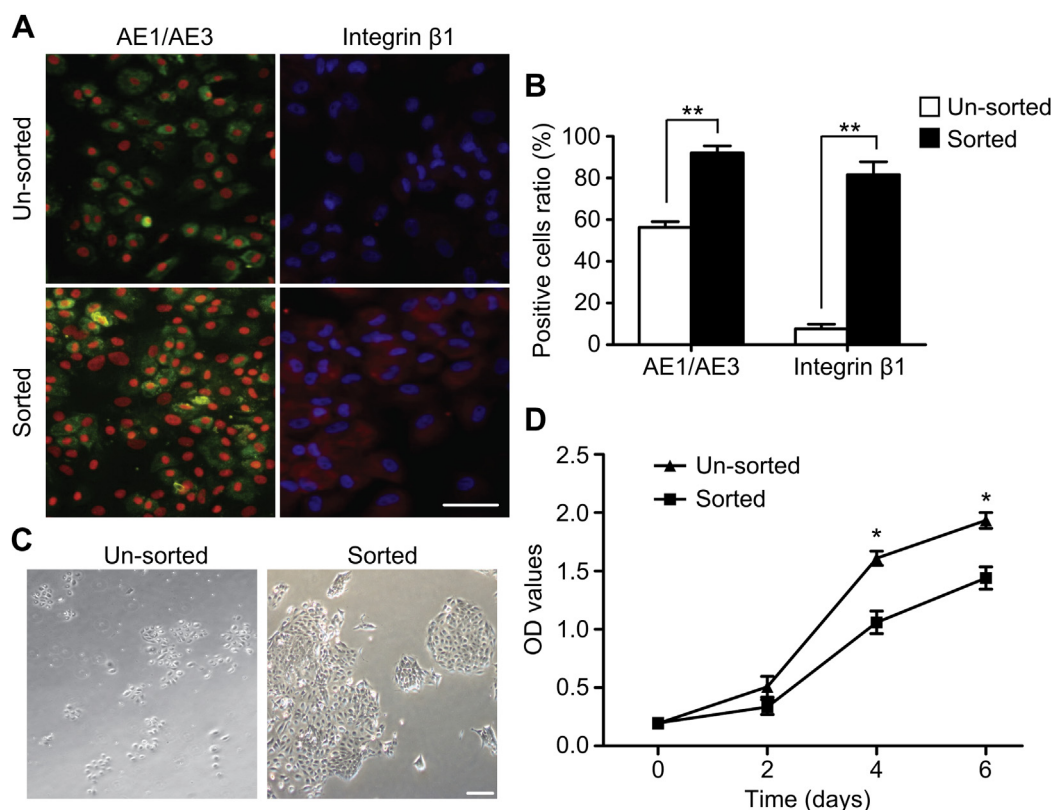 A
AE1/AE3
Integrin β1
Un-sorted
Sorted
B
Un-sorted
Sorted
Positive cells ratio (%)
100
80
60
40
20
0
**
**
AE1/AE3
Integrin β1
C
Un-sorted
Sorted
D
Un-sorted
Sorted
OD values
2.5
2.0
1.5
1.0
0.5
0.0
*
*
0 2 4 6
Time (days)